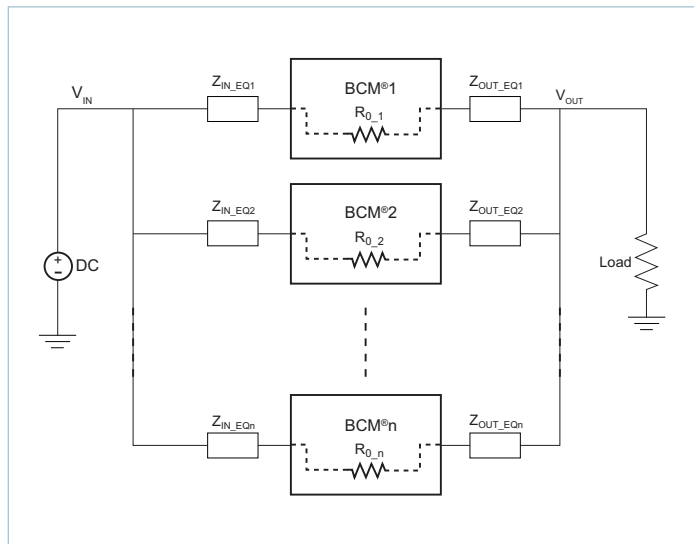 BCM®1
Z_IN_EQ1
Z_OUT_EQ1
V_IN
V_OUT
R_0_1
BCM®2
Z_IN_EQ2
Z_OUT_EQ2
R_0_2
+
-
DC
Load
BCM®n
Z_IN_EQn
Z_OUT_EQn
R_0_n